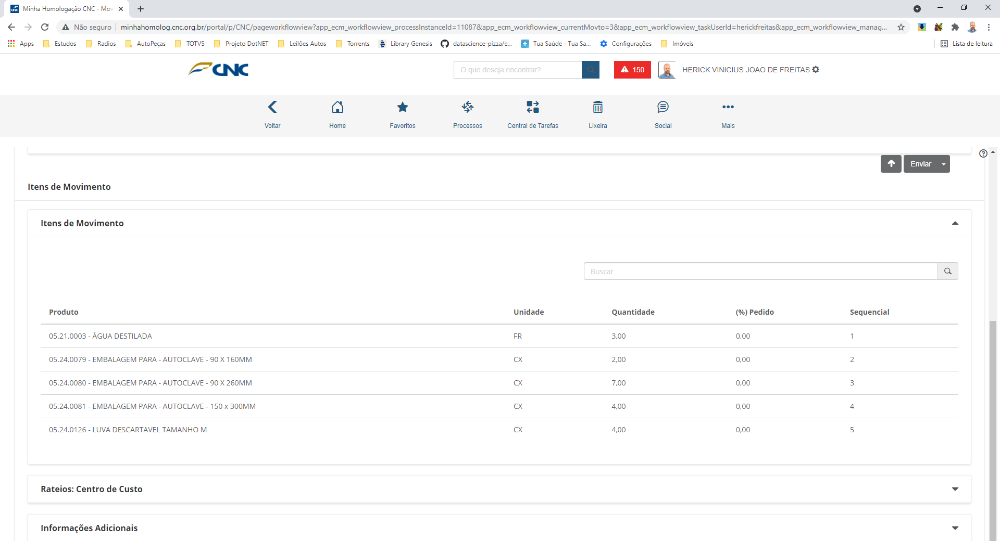 Minha Homologação CNC - Mov
Não seguro
minhahomolog.cnc.org.br/portal/p/CNC/pageworkflowview?app_ecm_workflowview_processInstanceId=11087&app_ecm_workflowview_currentMovto=3&app_ecm_workflowview_taskUserId=herickfreitas&app_ecm_workflowview_manag...
Apps Estudos Radios AutoPeças TOTVS Projeto DotNET Leilões Autos Torrents Library Genesis datascience-pizza/e... Tua Saúde - Tua Sa... Configurações Imóveis Lista de leitura
CNC
O que deseja encontrar?
150
HERICK VINICIUS JOAO DE FREITAS
Voltar Home Favoritos Processos Central de Tarefas Lixeira Social Mais
Enviar
Itens de Movimento
Itens de Movimento
Buscar
Produto Unidade Quantidade (%) Pedido Sequencial
05.21.0003 - ÁGUA DESTILADA FR 3,00 0,00 1
05.24.0079 - EMBALAGEM PARA - AUTOCLAVE - 90 X 160MM CX 2,00 0,00 2
05.24.0080 - EMBALAGEM PARA - AUTOCLAVE - 90 X 260MM CX 7,00 0,00 3
05.24.0081 - EMBALAGEM PARA - AUTOCLAVE - 150 x 300MM CX 4,00 0,00 4
05.24.0126 - LUVA DESCARTAVEL TAMANHO M CX 4,00 0,00 5
Rateios: Centro de Custo
Informações Adicionais